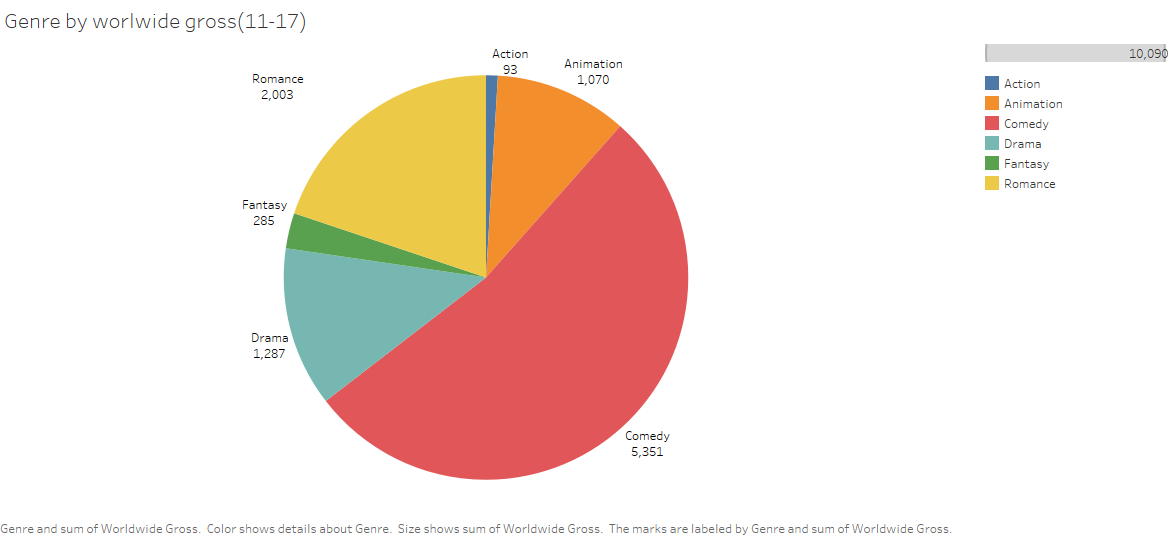 Genre by worlwide gross(11-17)
Action
93
Animation
1,070
Romance
2,003
Fantasy
285
Drama
1,287
Comedy
5,351
10,090
Action
Animation
Comedy
Drama
Fantasy
Romance
Genre and sum of Worldwide Gross. Color shows details about Genre. Size shows sum of Worldwide Gross. The marks are labeled by Genre and sum of Worldwide Gross.